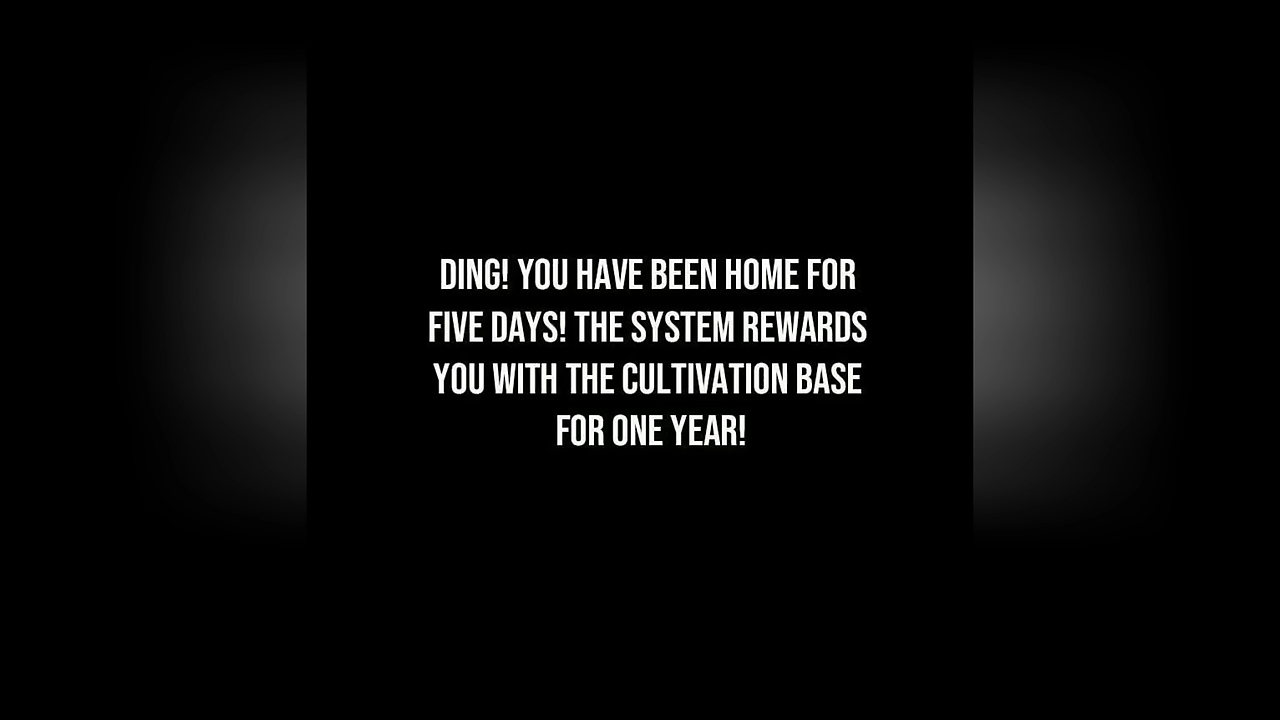 DING! YOU HAVE BEEN HOME FOR
FIVE DAYS! THE SYSTEM REWARDS
YOU WITH THE CULTIVATION BASE
FOR ONE YEAR!